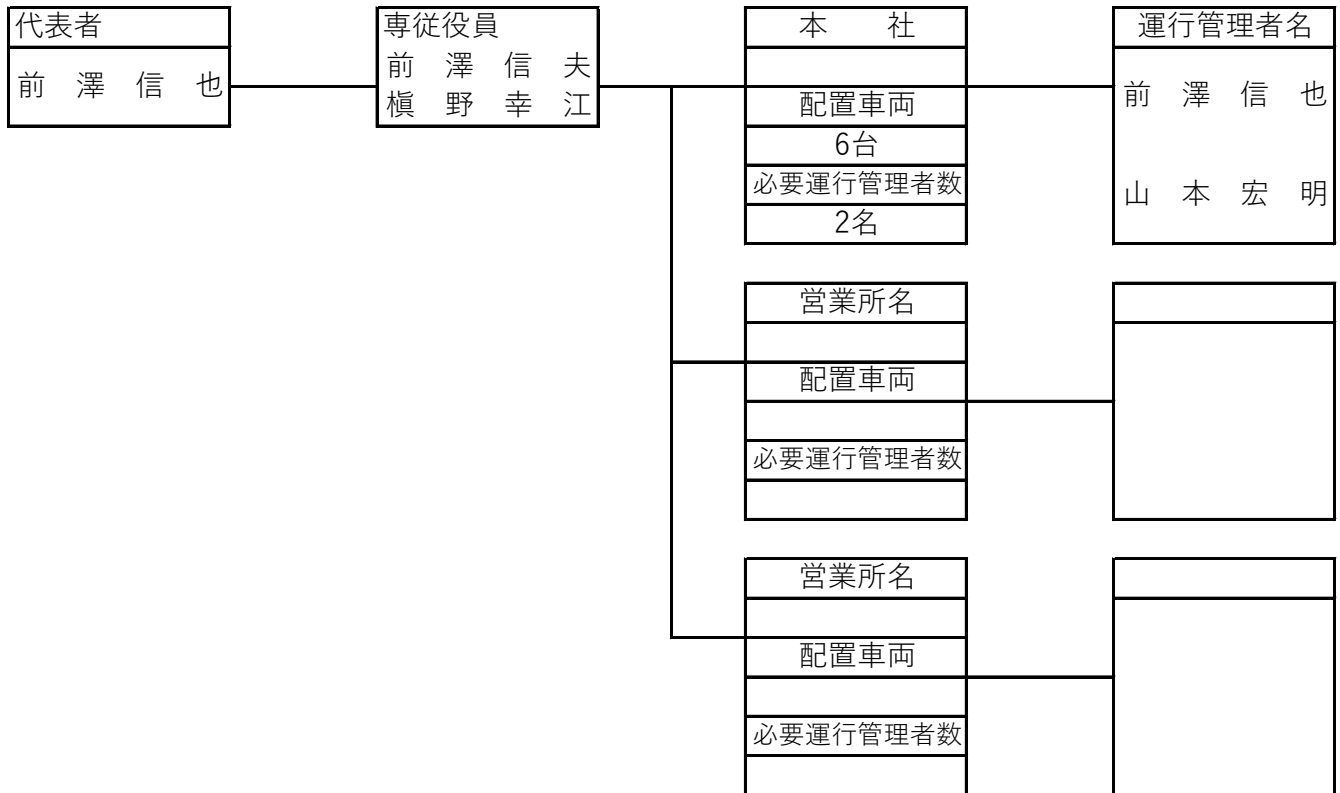 代表者
前澤信也
専従役員
前澤信夫
槇野幸江
本社
配置車両
6台
必要運行管理者数
2名
運行管理者名
前澤信也
山本宏明
営業所名
配置車両
必要運行管理者数
営業所名
配置車両
必要運行管理者数